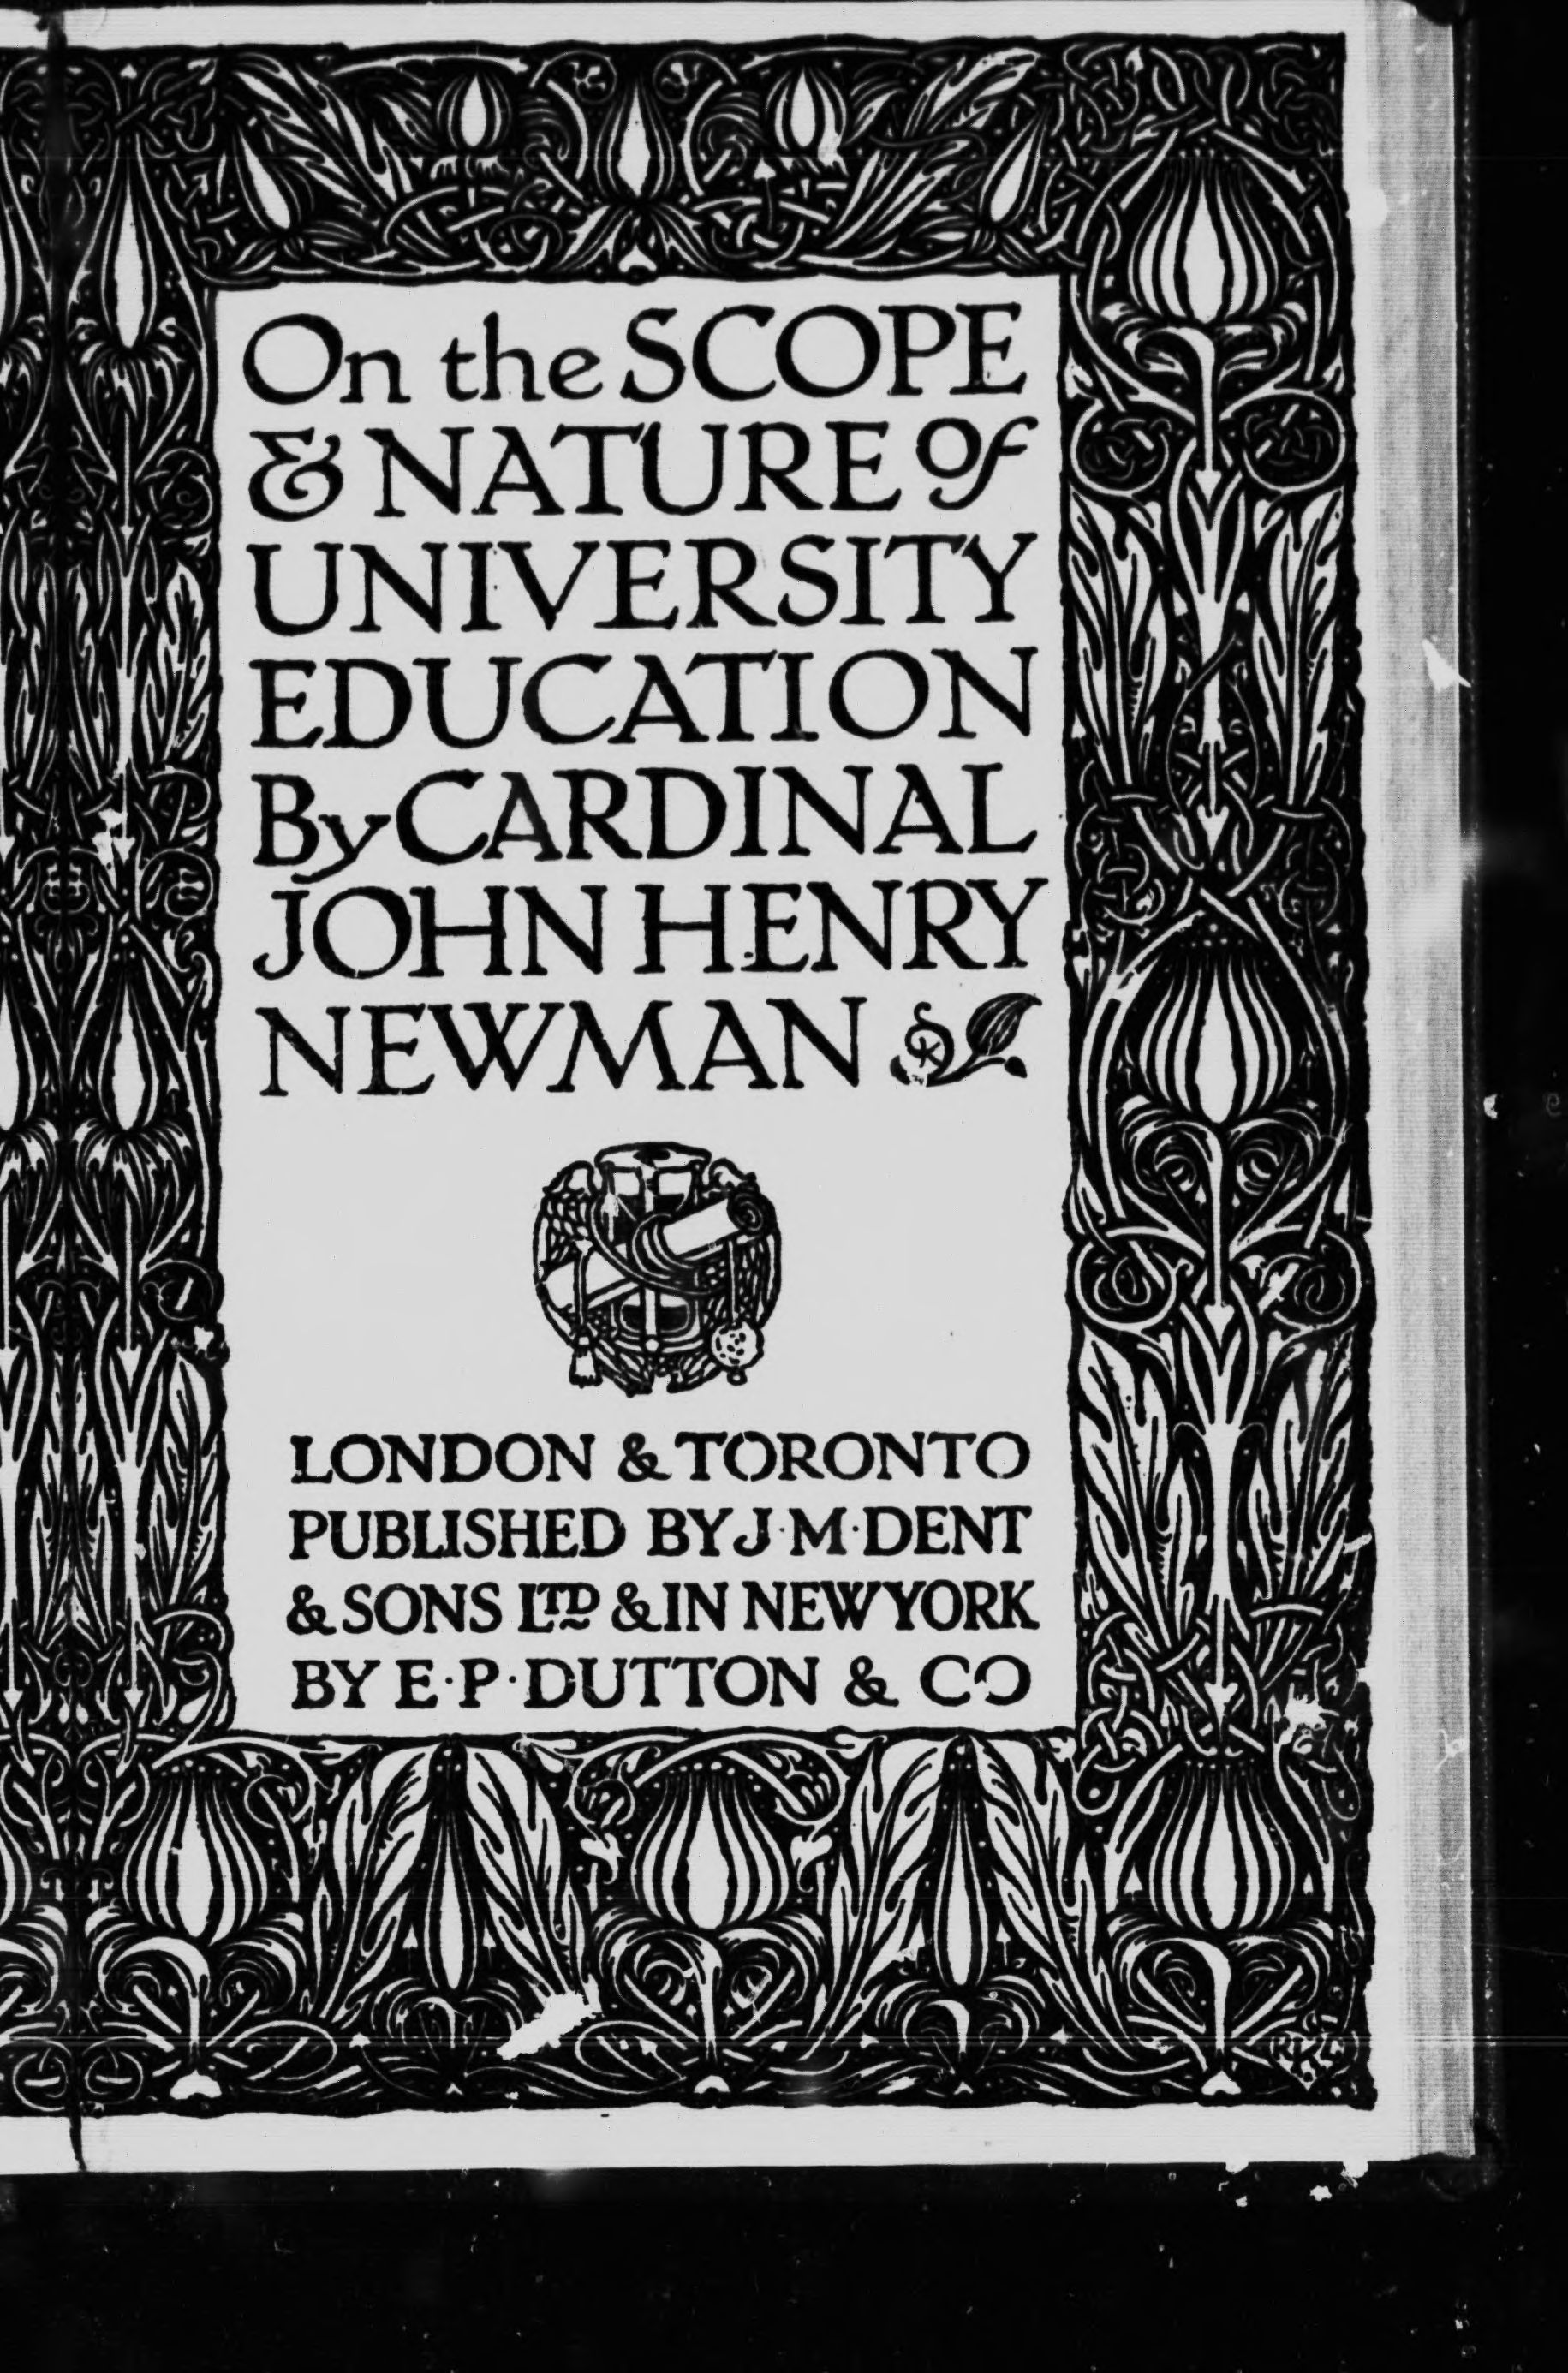 On the SCOPE
& NATURE of
UNIVERSITY
EDUCATION
By CARDINAL
JOHN HENRY
NEWMAN
LONDON & TORONTO
PUBLISHED BY J·M·DENT
& SONS LTD & IN NEW YORK
BY E·P·DUTTON & CO